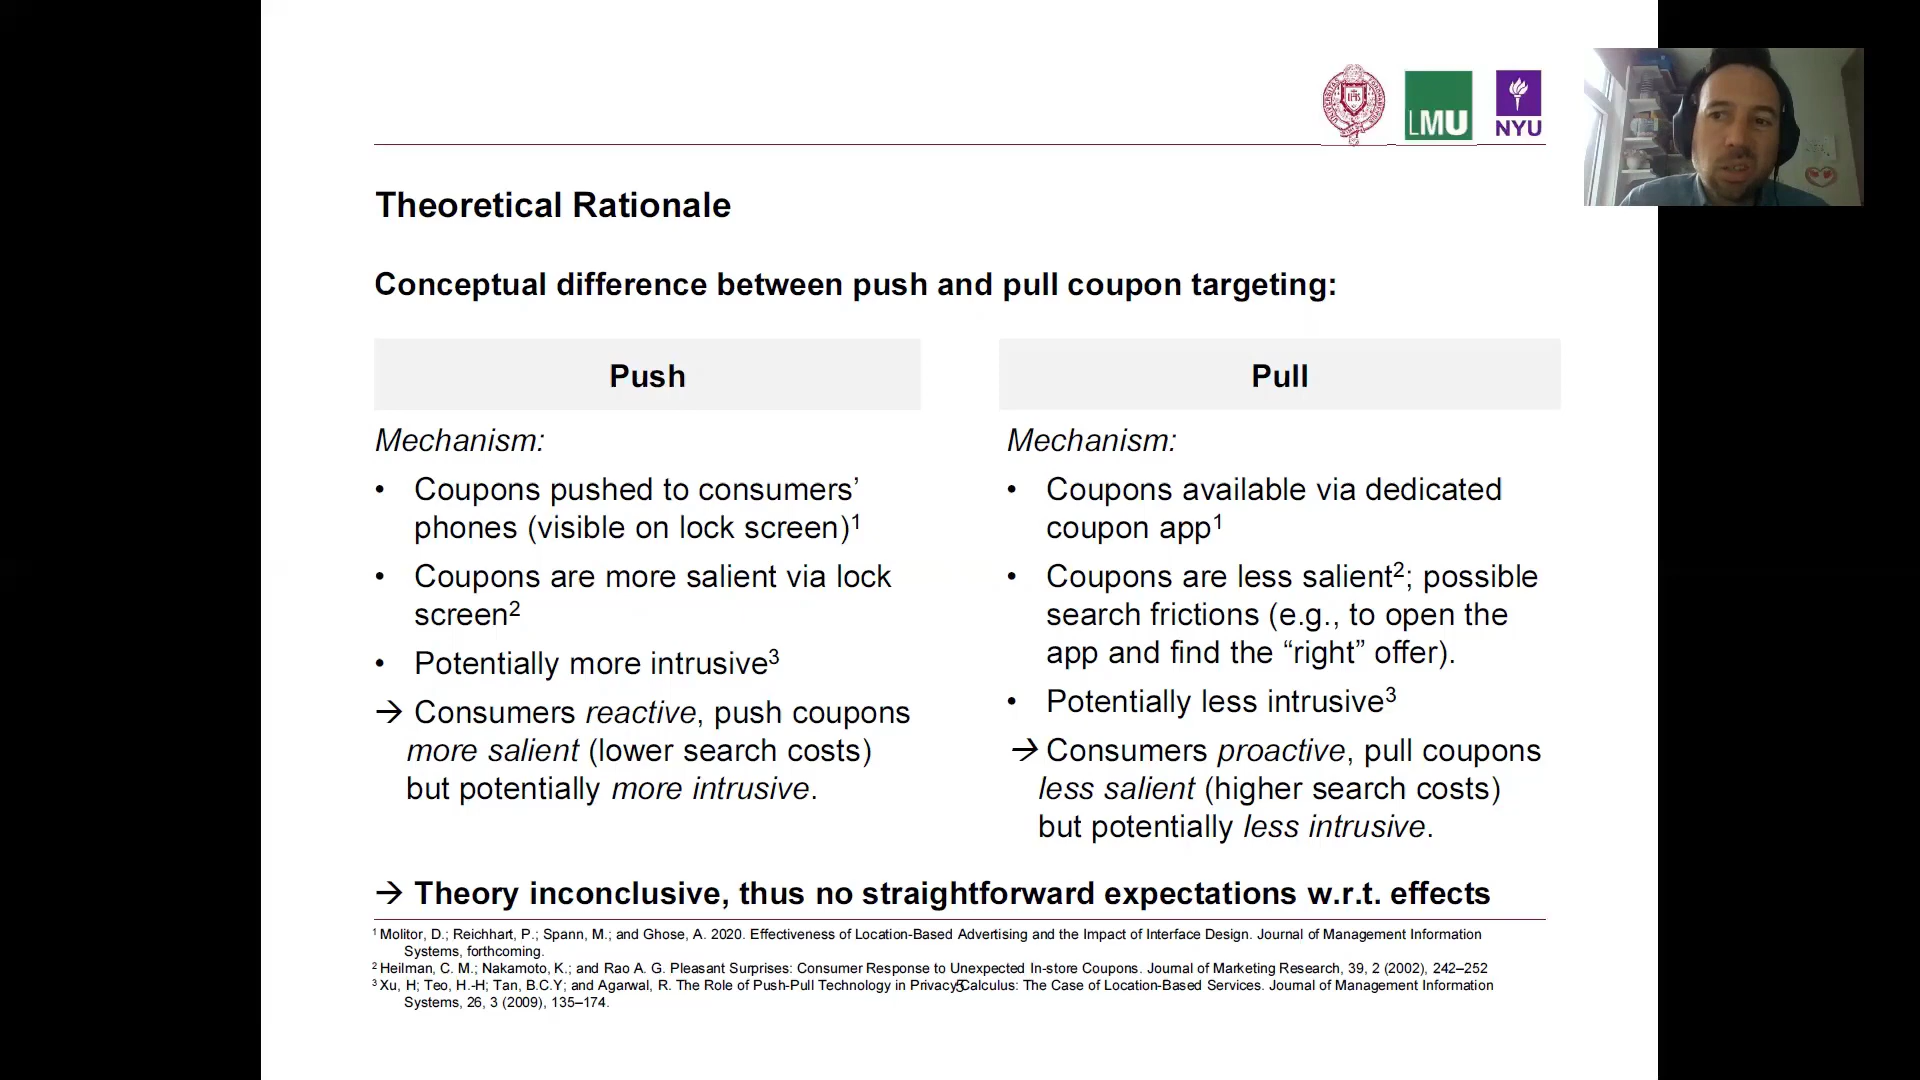 LMU
NYU
Theoretical Rationale
Conceptual difference between push and pull coupon targeting:
Push
Mechanism:
• Coupons pushed to consumers’
phones (visible on lock screen)¹
• Coupons are more salient via lock
screen²
• Potentially more intrusive³
→ Consumers reactive, push coupons
more salient (lower search costs)
but potentially more intrusive.
Pull
Mechanism:
• Coupons available via dedicated
coupon app¹
• Coupons are less salient²; possible
search frictions (e.g., to open the
app and find the “right” offer).
• Potentially less intrusive³
→ Consumers proactive, pull coupons
less salient (higher search costs)
but potentially less intrusive.
→ Theory inconclusive, thus no straightforward expectations w.r.t. effects
¹ Molitor, D.; Reichhart, P.; Spann, M.; and Ghose, A. 2020. Effectiveness of Location-Based Advertising and the Impact of Interface Design. Journal of Management Information
Systems, forthcoming.
² Heilman, C. M.; Nakamoto, K.; and Rao A. G. Pleasant Surprises: Consumer Response to Unexpected In-store Coupons. Journal of Marketing Research, 39, 2 (2002), 242–252
³ Xu, H; Teo, H.-H; Tan, B.C.Y; and Agarwal, R. The Role of Push-Pull Technology in Privacy Calculus: The Case of Location-Based Services. Journal of Management Information
Systems, 26, 3 (2009), 135–174.
5